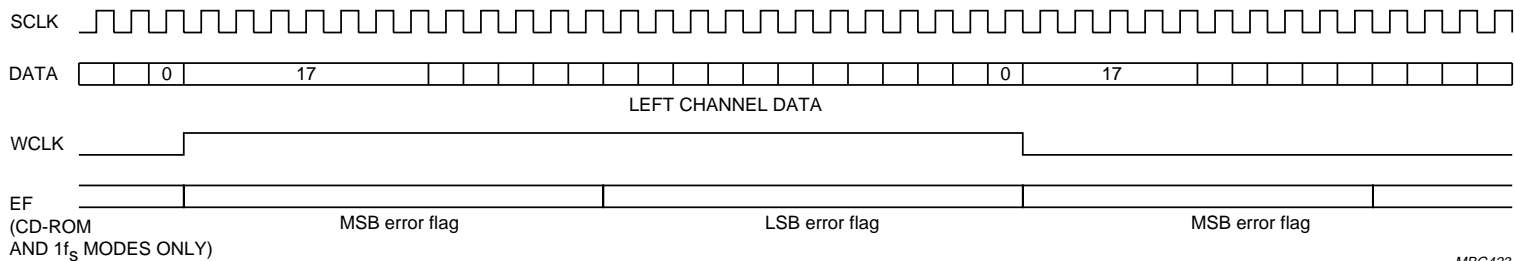 SCLK
DATA 0 17 0 17
LEFT CHANNEL DATA
WCLK
EF
(CD-ROM
AND 1fs MODES ONLY)
MSB error flag LSB error flag MSB error flag